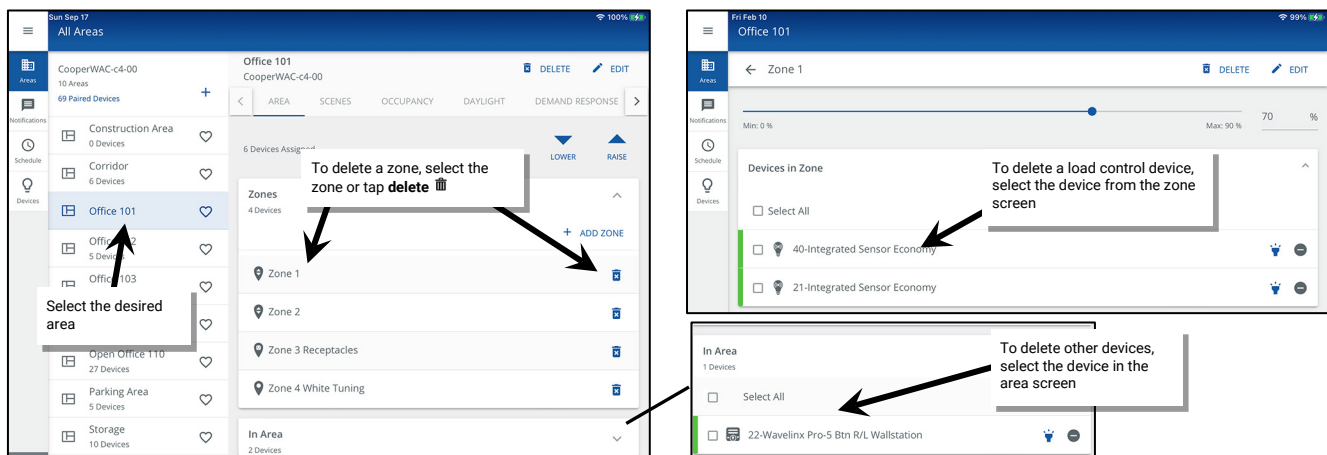 Sun Sep 17
100%
All Areas
Areas
Notifications
Schedule
Devices
CooperWAC-c4-00
10 Areas
69 Paired Devices
+
Construction Area
0 Devices
Corridor
6 Devices
Office 101
5 Devices
Open Office 110
27 Devices
Parking Area
5 Devices
Storage
10 Devices
Select the desired
area
Office 101
CooperWAC-c4-00
DELETE
EDIT
< AREA SCENES OCCUPANCY DAYLIGHT DEMAND RESPONSE >
6 Devices Assigned
LOWER RAISE
To delete a zone, select the
zone or tap delete
Zones
4 Devices
+ ADD ZONE
Zone 1
Zone 2
Zone 3 Receptacles
Zone 4 White Tuning
In Area
2 Devices
Fri Feb 10
99%
Office 101
Areas
Notifications
Schedule
Devices
← Zone 1
DELETE
EDIT
Min: 0 %
Max: 90 %
70 %
Devices in Zone
To delete a load control device,
select the device from the zone
screen
Select All
40-Integrated Sensor Economy
21-Integrated Sensor Economy
In Area
1 Devices
To delete other devices,
select the device in the
area screen
Select All
22-Wavelinx Pro-5 Btn R/L Wallstation